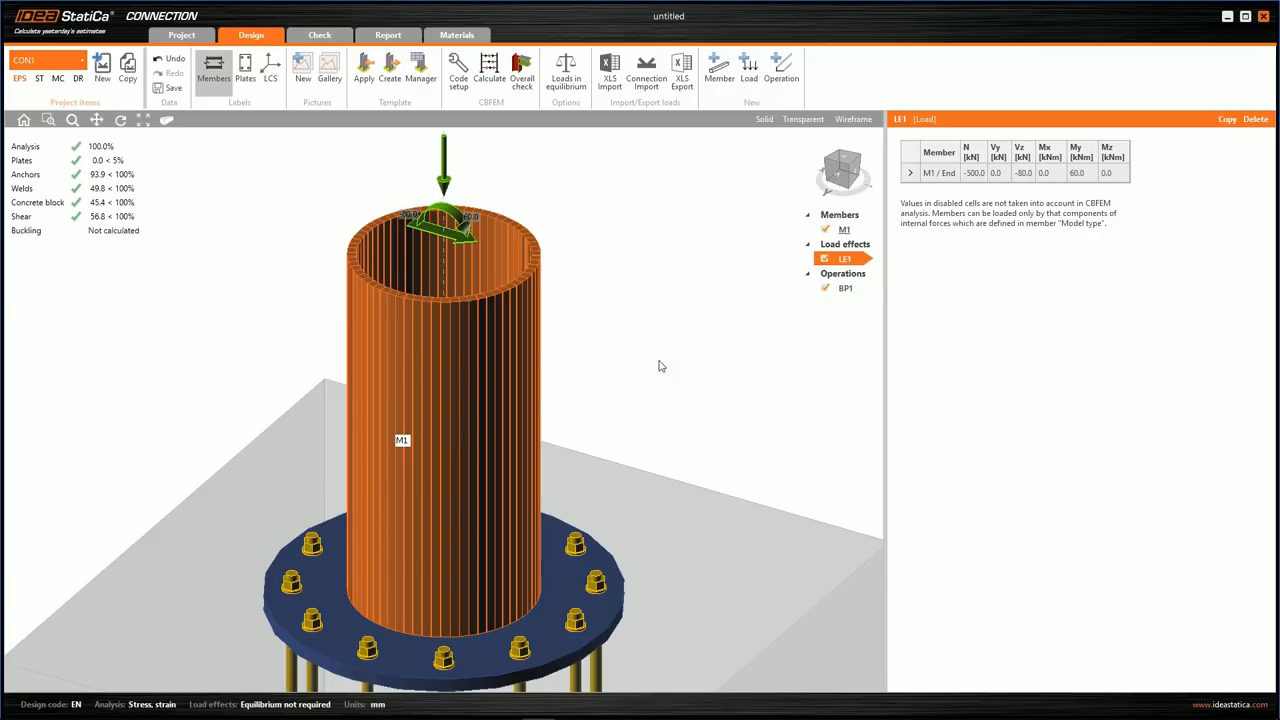 IDEA StatiCa® CONNECTION
Calculate yesterday's estimates
untitled
Project Design Check Report Materials
CON1
EPS ST MC DR
New Copy
Project items
Undo
Redo
Save
Data
Members Plates LCS
Labels
New Gallery
Pictures
Apply Create Manager
Template
Code setup Calculate Overall check
CBFEM
Loads in equilibrium
Options
XLS Import Connection Import XLS Export
Import/Export loads
Member Load Operation
New
Solid Transparent Wireframe
LE1 [Load] Copy Delete
Analysis 100.0%
Plates 0.0 < 5%
Anchors 93.9 < 100%
Welds 49.8 < 100%
Concrete block 45.4 < 100%
Shear 56.8 < 100%
Buckling Not calculated
-80.0 60.0
M1
Members
M1
Load effects
LE1
Operations
BP1
Member N [kN] Vy [kN] Vz [kN] Mx [kNm] My [kNm] Mz [kNm]
> M1 / End -500.0 0.0 -80.0 0.0 60.0 0.0
Values in disabled cells are not taken into account in CBFEM
analysis. Members can be loaded only by that components of
internal forces which are defined in member "Model type".
Design code: EN Analysis: Stress, strain Load effects: Equilibrium not required Units: mm
www.ideastatica.com